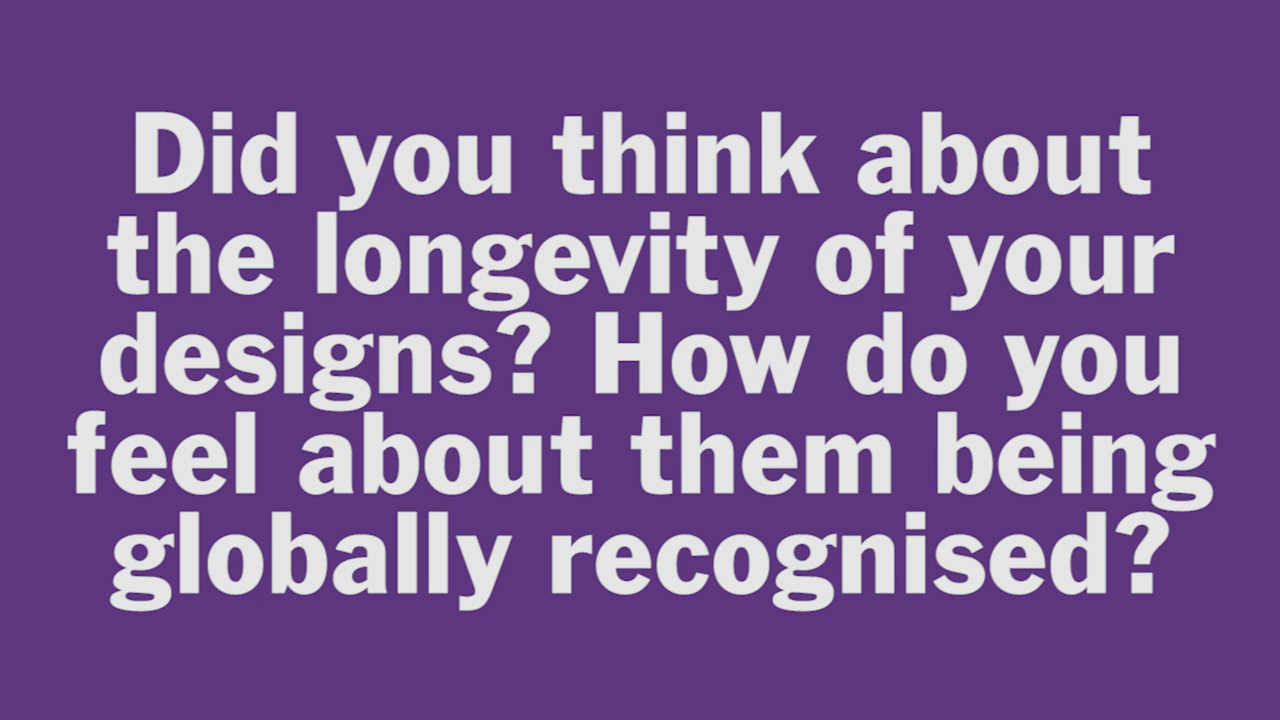 Did you think about
the longevity of your
designs? How do you
feel about them being
globally recognised?